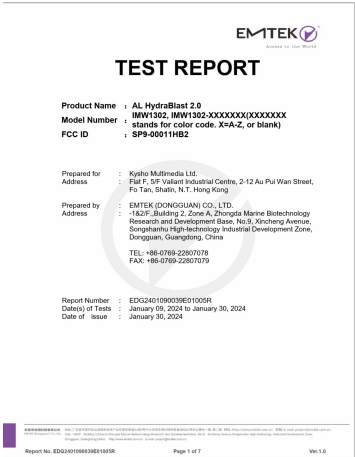 EMTEK
Access to the World
TEST REPORT
Product Name : AL HydraBlast 2.0
Model Number : IMW1302, IMW1302-XXXXXXX(XXXXXXX
stands for color code. X=A-Z, or blank)
FCC ID : SP9-00011HB2
Prepared for : Kysho Multimedia Ltd.
Address : Flat F, 5/F Valiant Industrial Centre, 2-12 Au Pui Wan Street,
Fo Tan, Shatin, N.T. Hong Kong
Prepared by : EMTEK (DONGGUAN) CO., LTD.
Address : -1&2/F.,Building 2, Zone A, Zhongda Marine Biotechnology
Research and Development Base, No.9, Xincheng Avenue,
Songshanhu High-technology Industrial Development Zone,
Dongguan, Guangdong, China
TEL: +86-0769-22807078
FAX: +86-0769-22807079
Report Number : EDG2401090039E01005R
Date(s) of Tests : January 09, 2024 to January 30, 2024
Date of issue : January 30, 2024
Report No. EDG2401090039E01005R Page 1 of 7 Ver.1.0